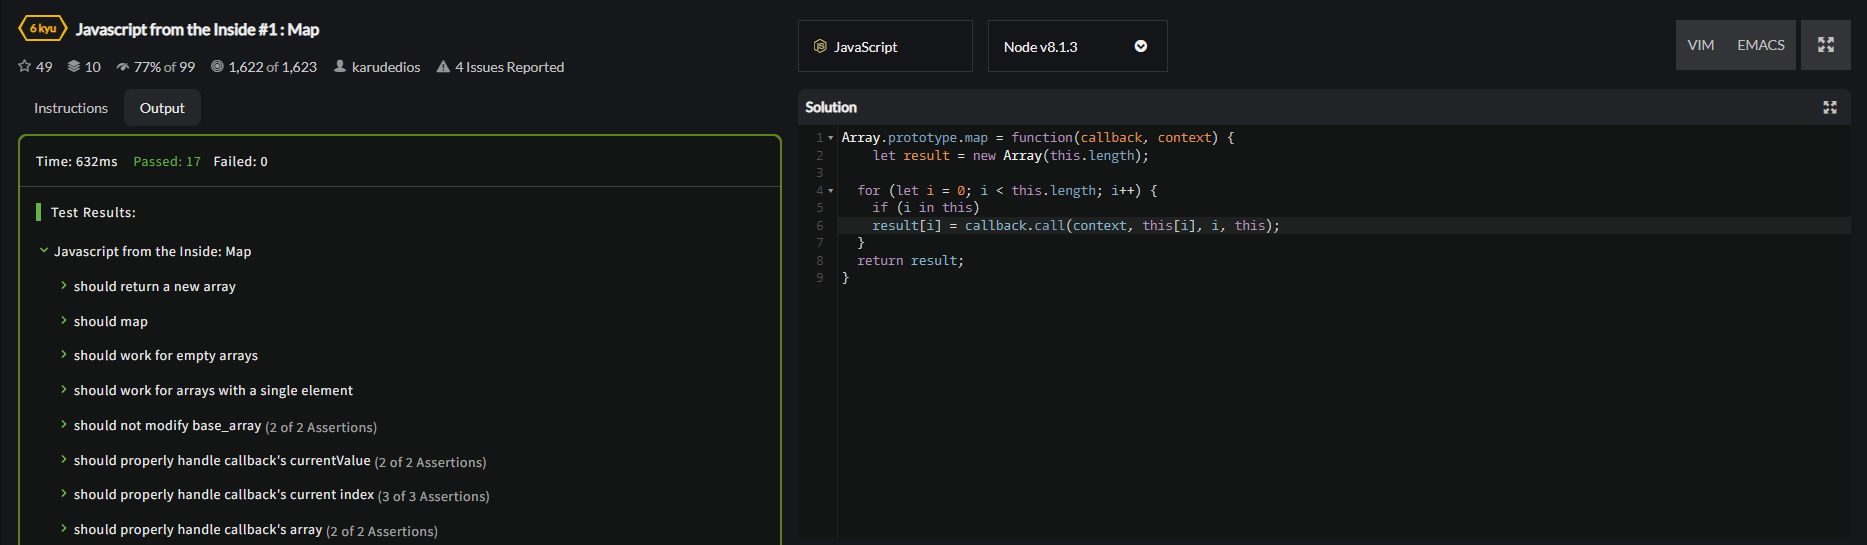 6 kyu Javascript from the Inside #1 : Map
49 10 77% of 99 1,622 of 1,623 karudedios 4 Issues Reported
Instructions Output
Time: 632ms Passed: 17 Failed: 0
Test Results:
Javascript from the Inside: Map
should return a new array
should map
should work for empty arrays
should work for arrays with a single element
should not modify base_array (2 of 2 Assertions)
should properly handle callback's currentValue (2 of 2 Assertions)
should properly handle callback's current index (3 of 3 Assertions)
should properly handle callback's array (2 of 2 Assertions)
JS JavaScript Node v8.1.3 VIM EMACS
Solution
1 Array.prototype.map = function(callback, context) {
2 let result = new Array(this.length);
3
4 for (let i = 0; i < this.length; i++) {
5 if (i in this)
6 result[i] = callback.call(context, this[i], i, this);
7 }
8 return result;
9 }